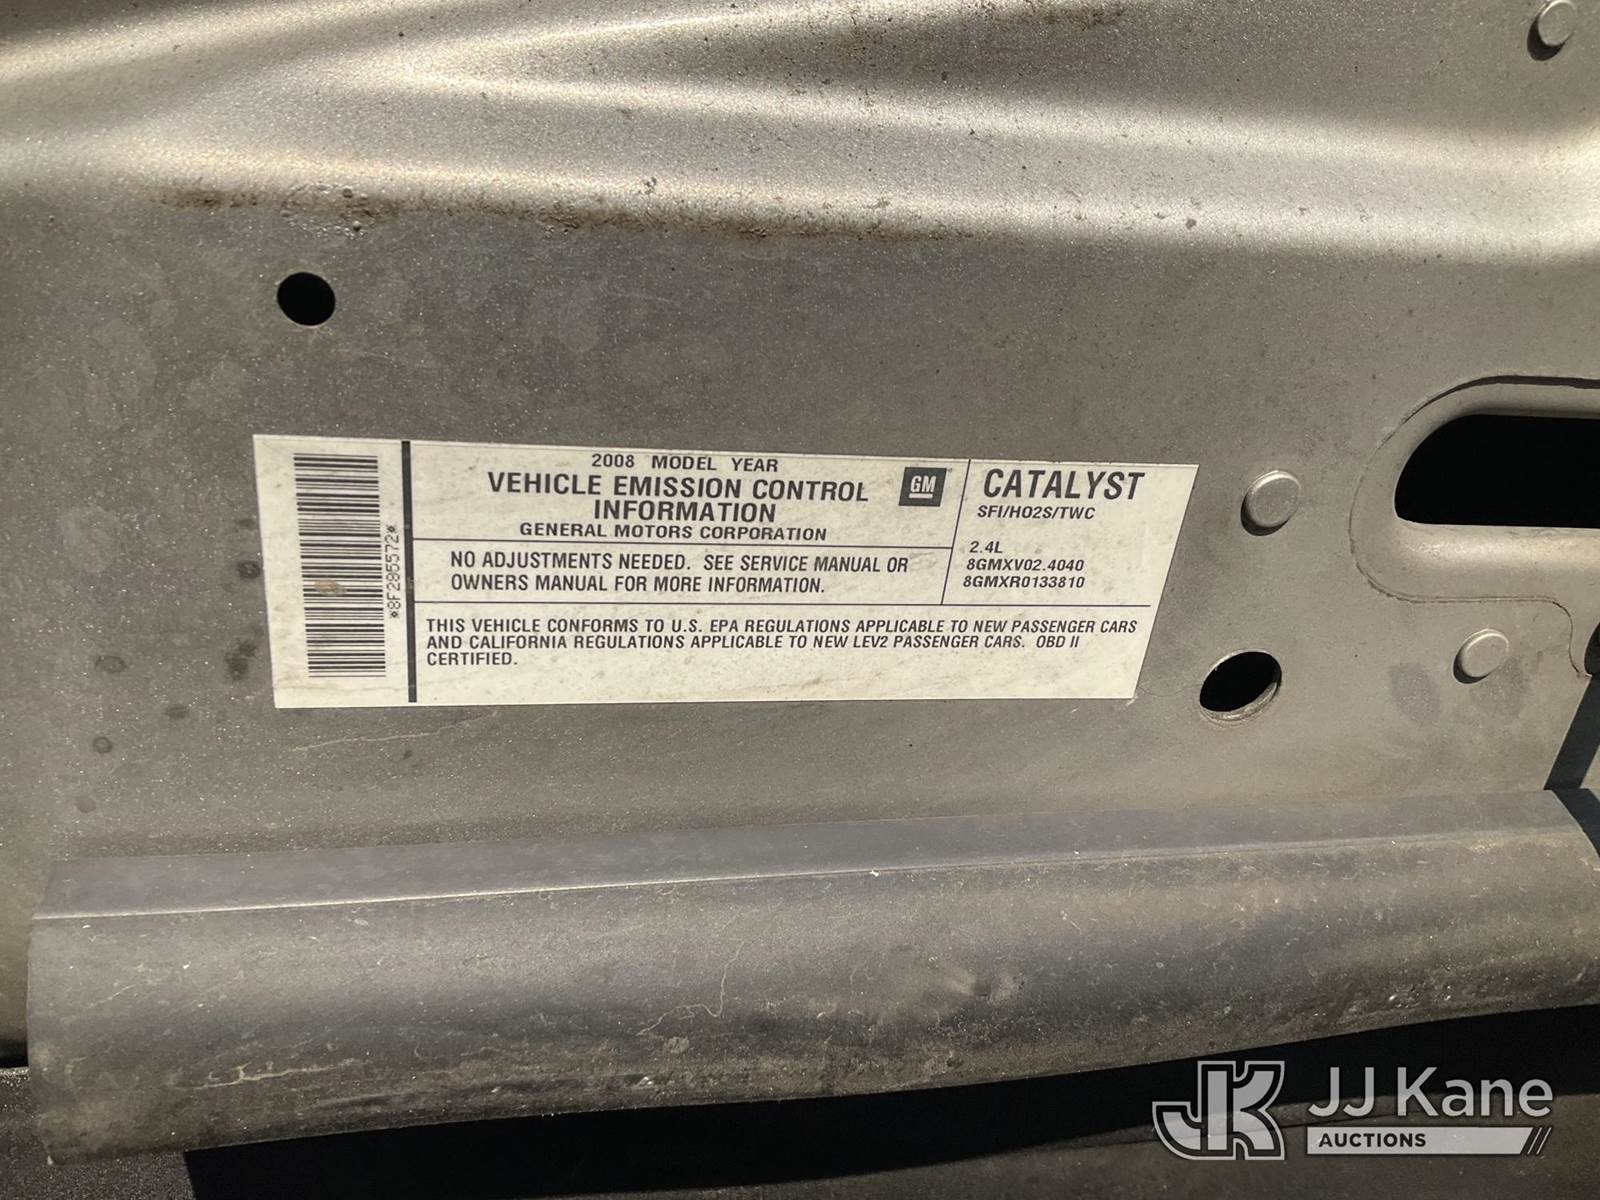 *8F285572*
2008 MODEL YEAR
VEHICLE EMISSION CONTROL
INFORMATION
GENERAL MOTORS CORPORATION
GM
NO ADJUSTMENTS NEEDED. SEE SERVICE MANUAL OR
OWNERS MANUAL FOR MORE INFORMATION.
CATALYST
SFI/HO2S/TWC
2.4L
8GMXV02.4040
8GMXR0133810
THIS VEHICLE CONFORMS TO U.S. EPA REGULATIONS APPLICABLE TO NEW PASSENGER CARS
AND CALIFORNIA REGULATIONS APPLICABLE TO NEW LEV2 PASSENGER CARS. OBD II
CERTIFIED.
JK JJ Kane
AUCTIONS